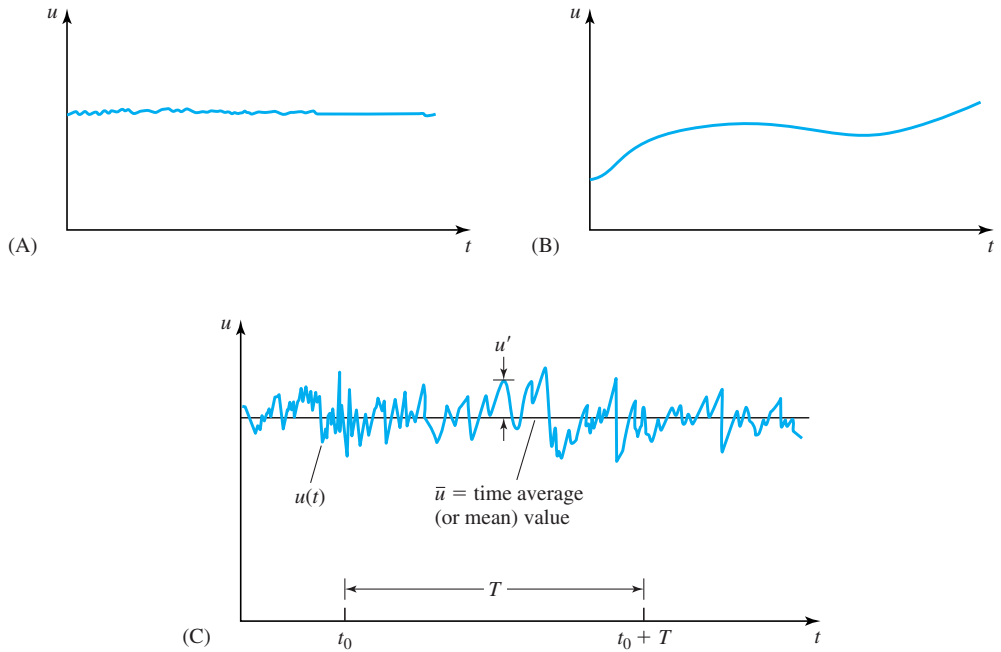 u
t
(A)
u
t
(B)
u
u′
u(t)
ū = time average
(or mean) value
T
t₀
t₀ + T
t
(C)